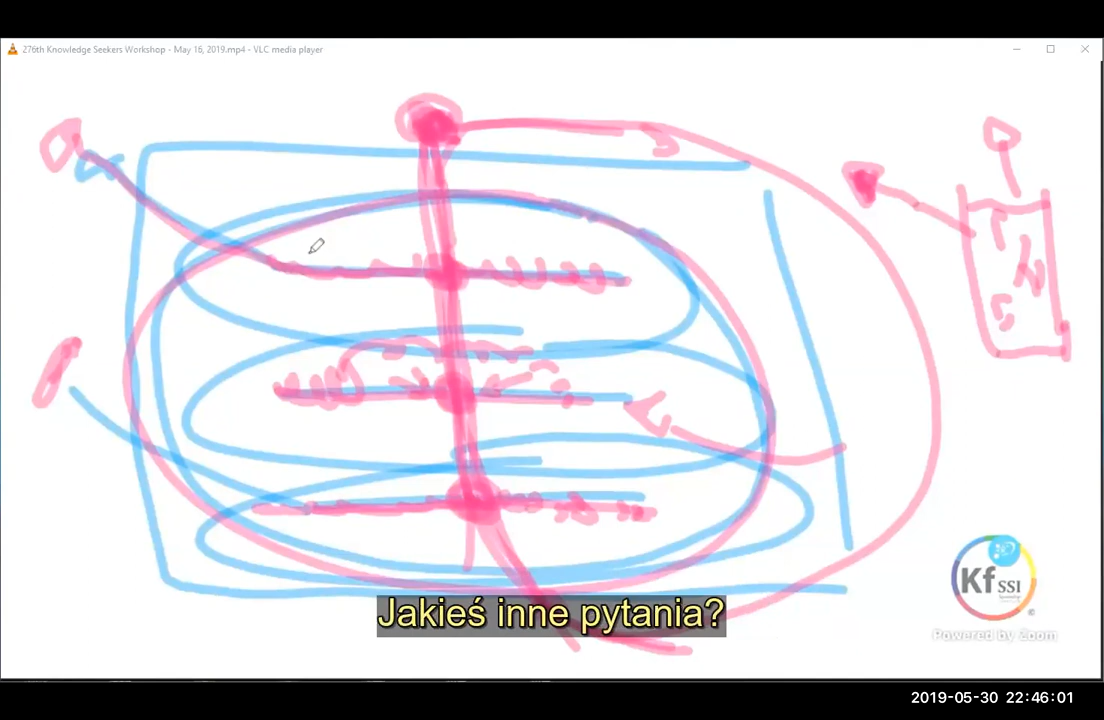 276th Knowledge Seekers Workshop - May 16, 2019.mp4 - VLC media player
Jakieś inne pytania?
Kf SSI
Powered by Zoom
2019-05-30 22:46:01